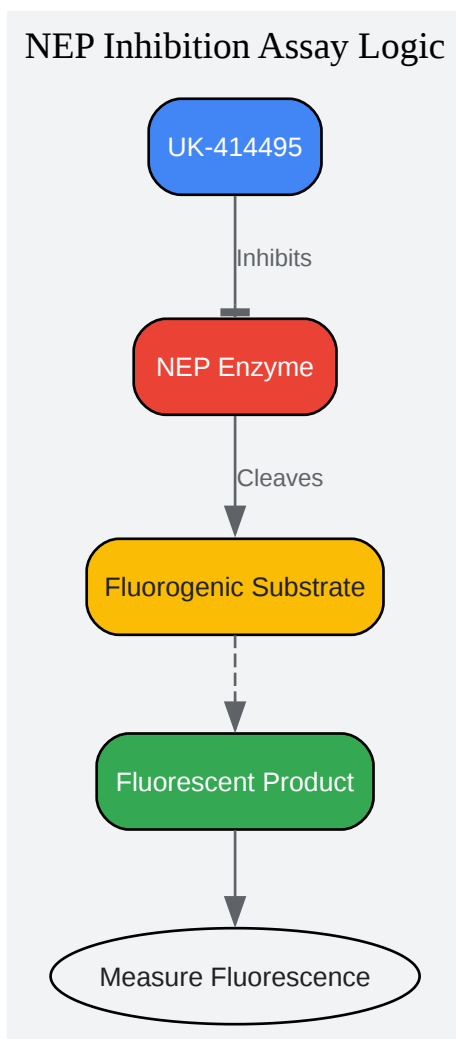 NEP Inhibition Assay Logic
UK-414495
Inhibits
NEP Enzyme
Cleaves
Fluorogenic Substrate
Fluorescent Product
Measure Fluorescence